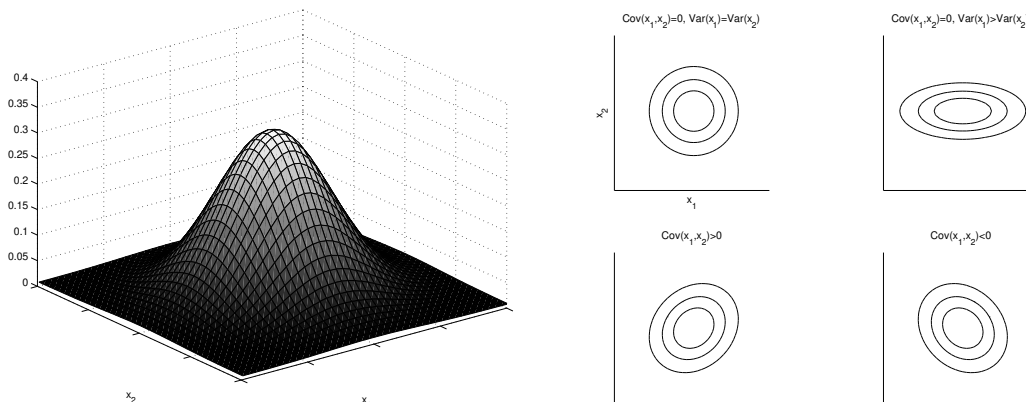 0.4
0.35
0.3
0.25
0.2
0.15
0.1
0.05
0
x2
x
Cov(x1,x2)=0, Var(x1)=Var(x2)
x2
x1
Cov(x1,x2)=0, Var(x1)>Var(x2
Cov(x1,x2)>0
Cov(x1,x2)<0